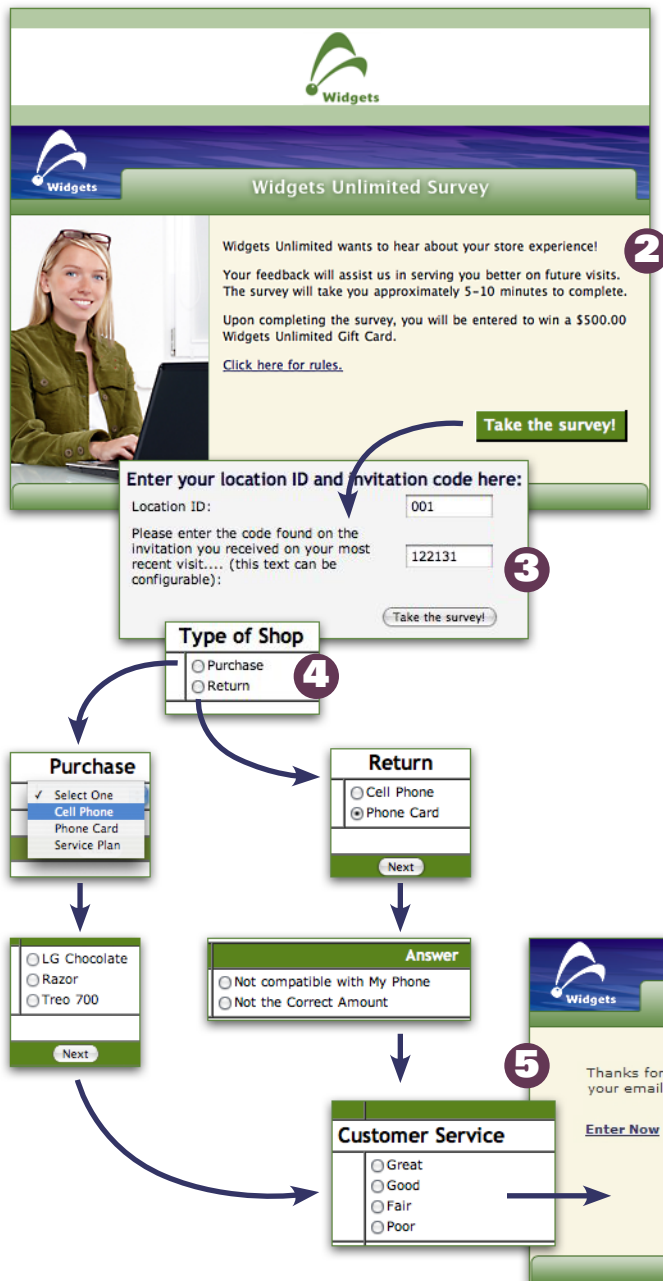 Widgets
Widgets
Widgets Unlimited Survey
Widgets Unlimited wants to hear about your store experience!
2
Your feedback will assist us in serving you better on future visits.
The survey will take you approximately 5-10 minutes to complete.
Upon completing the survey, you will be entered to win a $500.00
Widgets Unlimited Gift Card.
Click here for rules.
Take the survey!
Enter your location ID and invitation code here:
Location ID:
001
Please enter the code found on the
invitation you received on your most
recent visit.... (this text can be
configurable):
122131
3
Take the survey!
Type of Shop
Purchase
Return
4
Purchase
✓ Select One
Cell Phone
Phone Card
Service Plan
Return
Cell Phone
Phone Card
Next
LG Chocolate
Razor
Treo 700
Next
Answer
Not compatible with My Phone
Not the Correct Amount
Widgets
5
Thanks for
your email
Enter Now
Customer Service
Great
Good
Fair
Poor